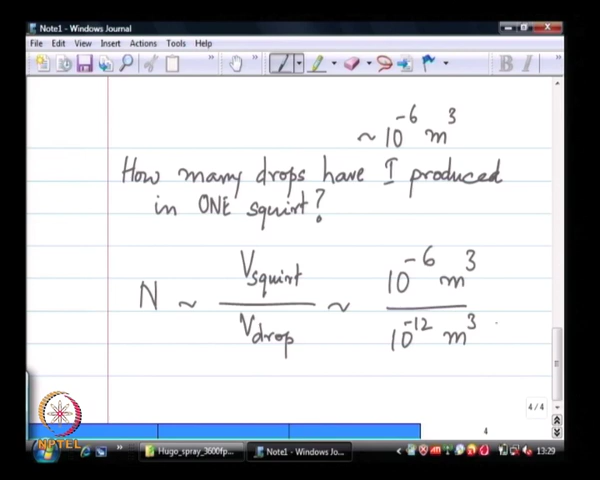 Note1 - Windows Journal
File Edit View Insert Actions Tools Help
B I
~ 10^-6 m^3
How many drops have I produced
in ONE squirt?
N ~ V_squirt / V_drop ~ 10^-6 m^3 / 10^-12 m^3
4/4
4
NPTEL
Hugo_spray_3600fp...
Note1 - Windows Jo...
13:29